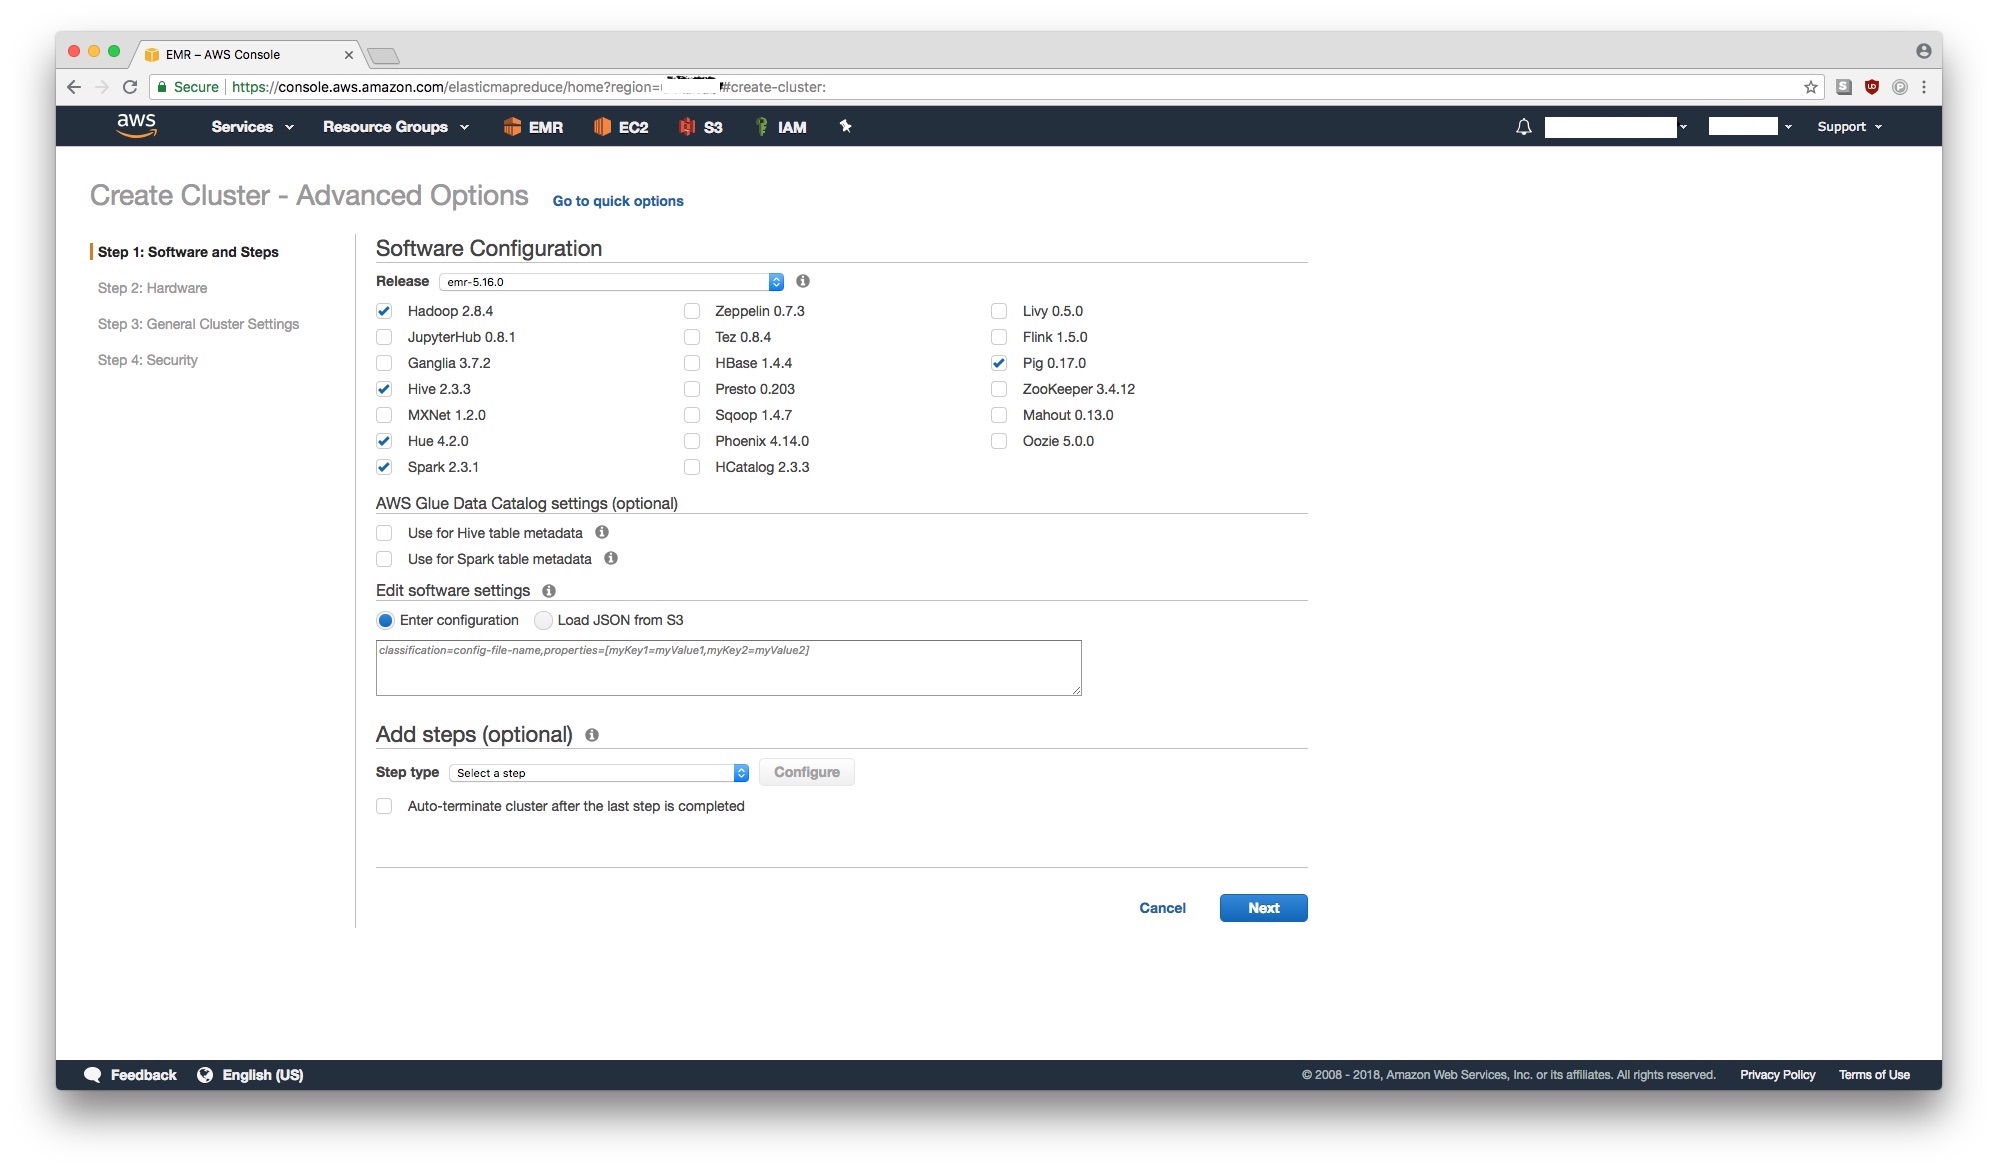 EMR – AWS Console
Secure https://console.aws.amazon.com/elasticmapreduce/home?region= #create-cluster:
aws Services Resource Groups EMR EC2 S3 IAM Support
Create Cluster - Advanced Options Go to quick options
Step 1: Software and Steps
Step 2: Hardware
Step 3: General Cluster Settings
Step 4: Security
Software Configuration
Release emr-5.16.0
Hadoop 2.8.4 Zeppelin 0.7.3 Livy 0.5.0
JupyterHub 0.8.1 Tez 0.8.4 Flink 1.5.0
Ganglia 3.7.2 HBase 1.4.4 Pig 0.17.0
Hive 2.3.3 Presto 0.203 ZooKeeper 3.4.12
MXNet 1.2.0 Sqoop 1.4.7 Mahout 0.13.0
Hue 4.2.0 Phoenix 4.14.0 Oozie 5.0.0
Spark 2.3.1 HCatalog 2.3.3
AWS Glue Data Catalog settings (optional)
Use for Hive table metadata
Use for Spark table metadata
Edit software settings
Enter configuration Load JSON from S3
classification=config-file-name,properties=[myKey1=myValue1,myKey2=myValue2]
Add steps (optional)
Step type Select a step Configure
Auto-terminate cluster after the last step is completed
Cancel Next
Feedback English (US) © 2008 - 2018, Amazon Web Services, Inc. or its affiliates. All rights reserved. Privacy Policy Terms of Use